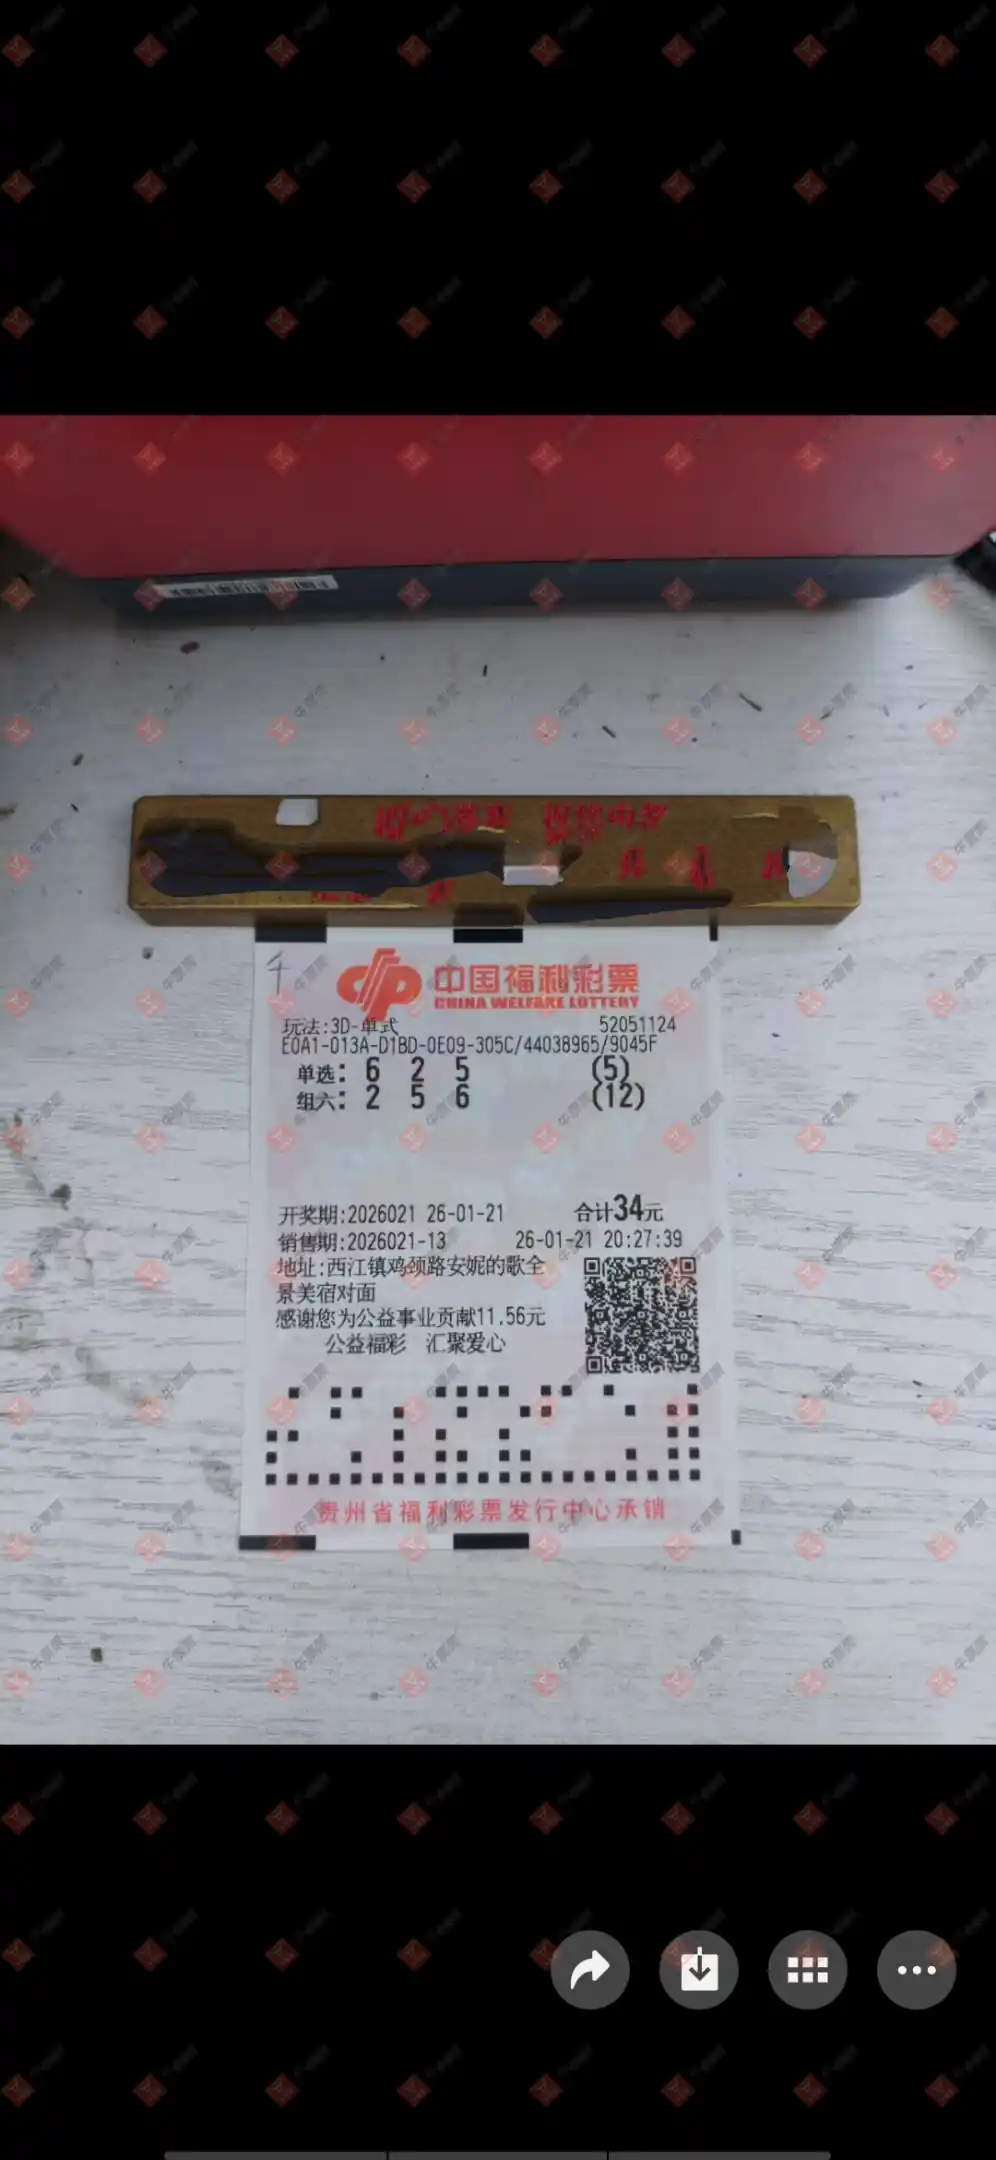 中国福利彩票
CHINA WELFARE LOTTERY
玩法:3D-单式 52051124
E0A1-013A-D1BD-0E09-305C/44038965/9045F
单选: 6 2 5 (5)
组六: 2 5 6 (12)
开奖期:2026021 26-01-21 合计34元
销售期:2026021-13 26-01-21 20:27:39
地址:西江镇鸡颈路安妮的歌全
景美宿对面
感谢您为公益事业贡献11.56元
公益福彩 汇聚爱心
贵州省福利彩票发行中心承销